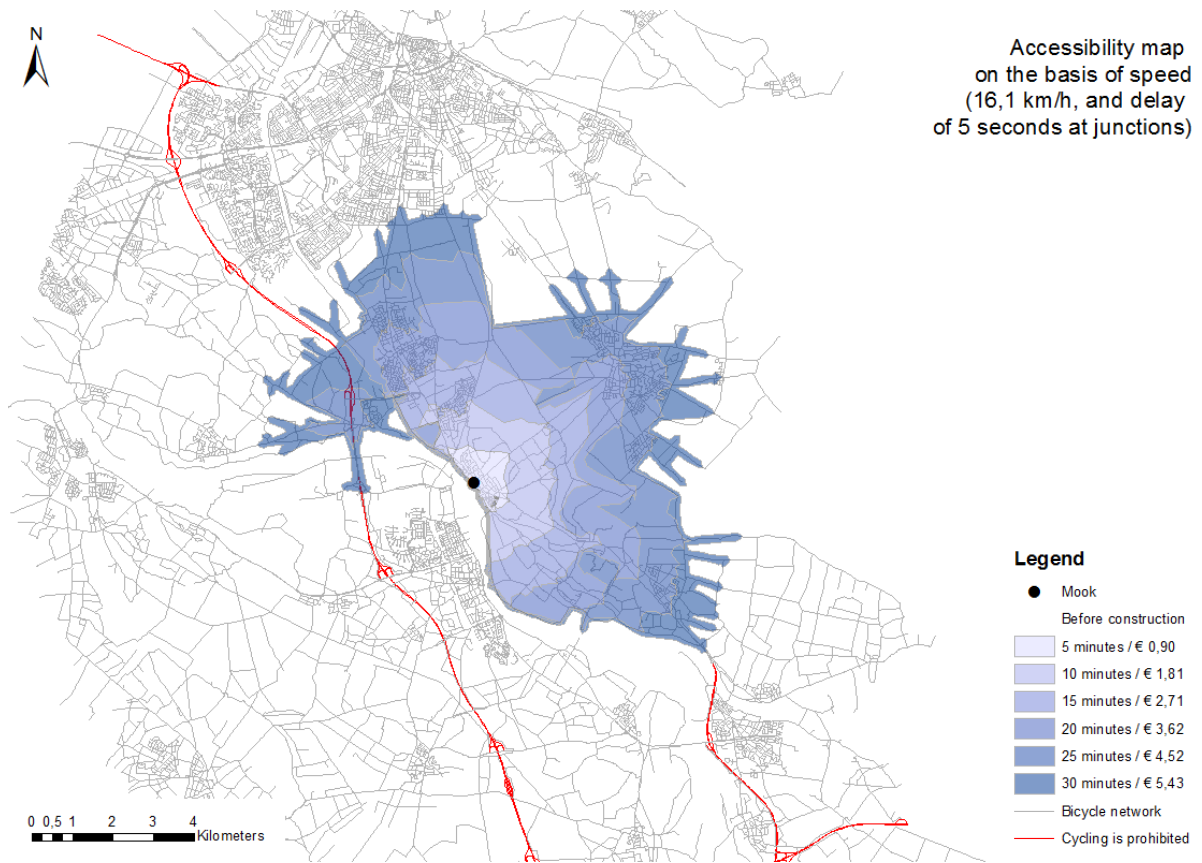 N
Accessibility map
on the basis of speed
(16,1 km/h, and delay
of 5 seconds at junctions)
Legend
Mook
Before construction
5 minutes / € 0,90
10 minutes / € 1,81
15 minutes / € 2,71
20 minutes / € 3,62
25 minutes / € 4,52
30 minutes / € 5,43
Bicycle network
Cycling is prohibited
0 0,5 1 2 3 4
Kilometers